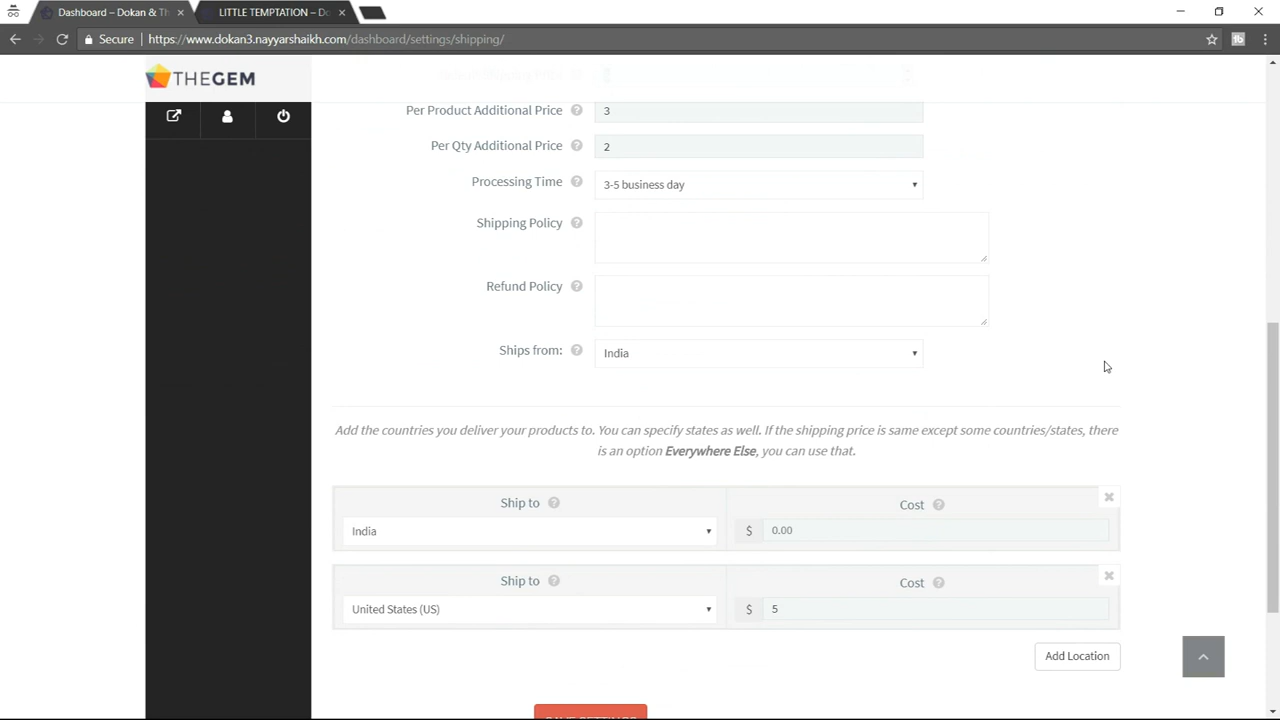 Dashboard – Dokan & Th
LITTLE TEMPTATION – Do
Secure
https://www.dokan3.nayyarshaikh.com/dashboard/settings/shipping/
THEGEM
Per Product Additional Price
3
Per Qty Additional Price
2
Processing Time
3-5 business day
Shipping Policy
Refund Policy
Ships from:
India
Add the countries you deliver your products to. You can specify states as well. If the shipping price is same except some countries/states, there
is an option Everywhere Else, you can use that.
Ship to
Cost
India
$ 0.00
Ship to
Cost
United States (US)
$ 5
Add Location
SAVE SETTINGS